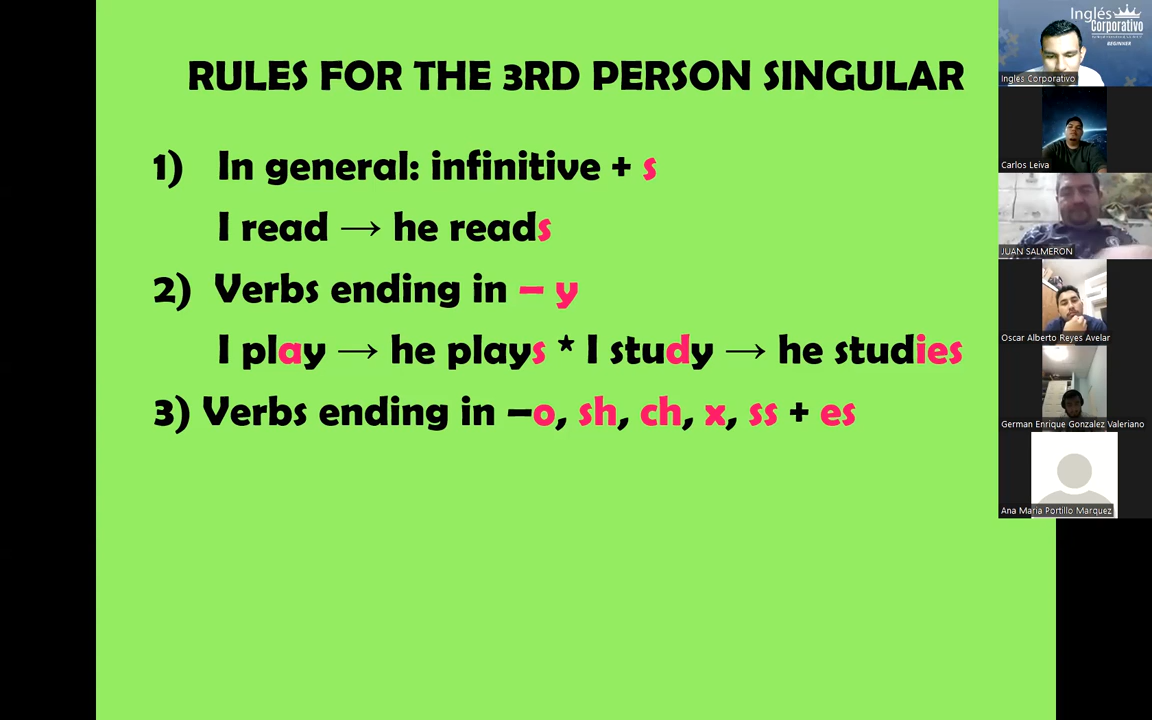 RULES FOR THE 3RD PERSON SINGULAR
1) In general: infinitive + s
I read → he reads
2) Verbs ending in – y
I play → he plays * I study → he studies
3) Verbs ending in –o, sh, ch, x, ss + es
Inglés
Corporativo
BEGINNER
Inglés Corporativo
Carlos Leiva
JUAN SALMERON
Oscar Alberto Reyes Avelar
German Enrique Gonzalez Valeriano
Ana Maria Portillo Marquez